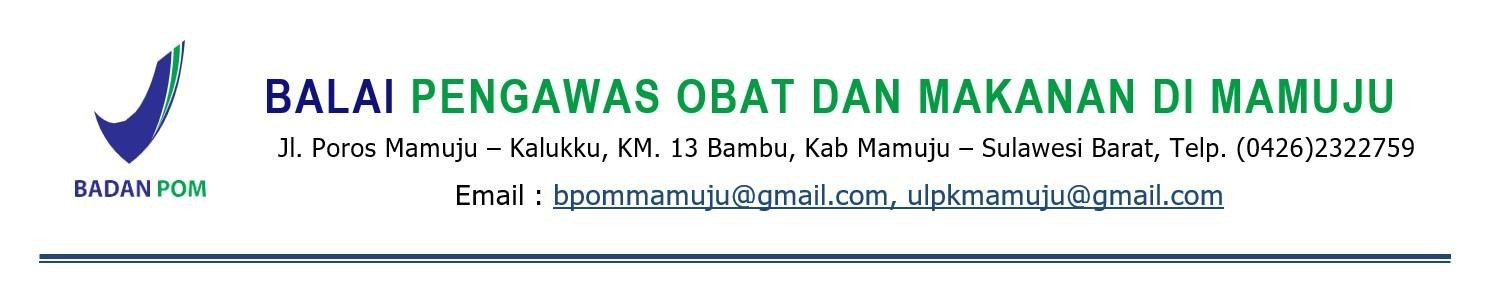 BALAI PENGAWAS OBAT DAN MAKANAN DI MAMUJU
Jl. Poros Mamuju – Kalukku, KM. 13 Bambu, Kab Mamuju – Sulawesi Barat, Telp. (0426)2322759
BADAN POM
Email : bpommamuju@gmail.com, ulpkmamuju@gmail.com